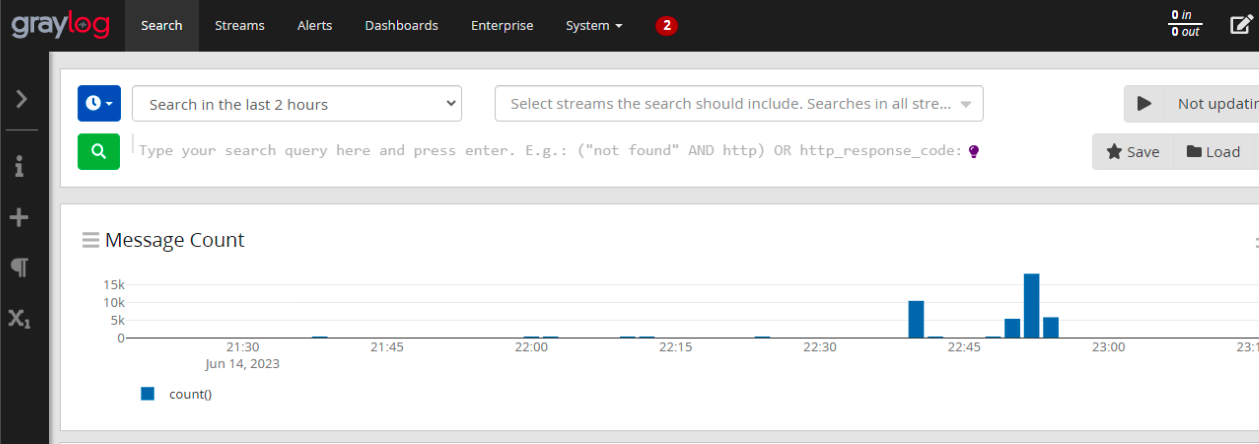 graylog Search Streams Alerts Dashboards Enterprise System 2 0 in
0 out
Search in the last 2 hours Select streams the search should include. Searches in all stre... Not updatin
Type your search query here and press enter. E.g.: ("not found" AND http) OR http_response_code: Save Load
Message Count
15k
10k
5k
0
21:30 21:45 22:00 22:15 22:30 22:45 23:00 23:1
Jun 14, 2023
count()
X₁